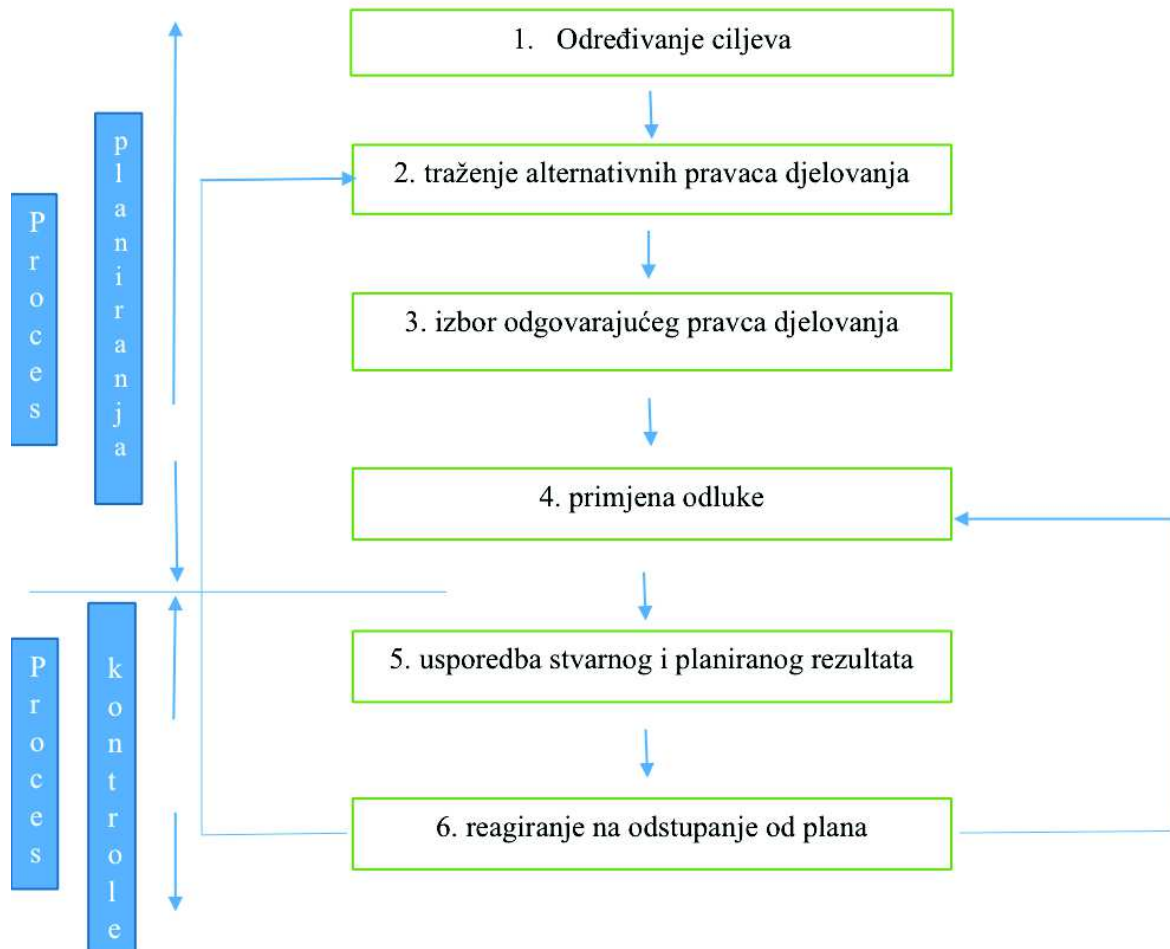 1. Određivanje ciljeva
planiranja
2. traženje alternativnih pravaca djelovanja
Proces
3. izbor odgovarajućeg pravca djelovanja
4. primjena odluke
kontrole
Proces
5. usporedba stvarnog i planiranog rezultata
6. reagiranje na odstupanje od plana